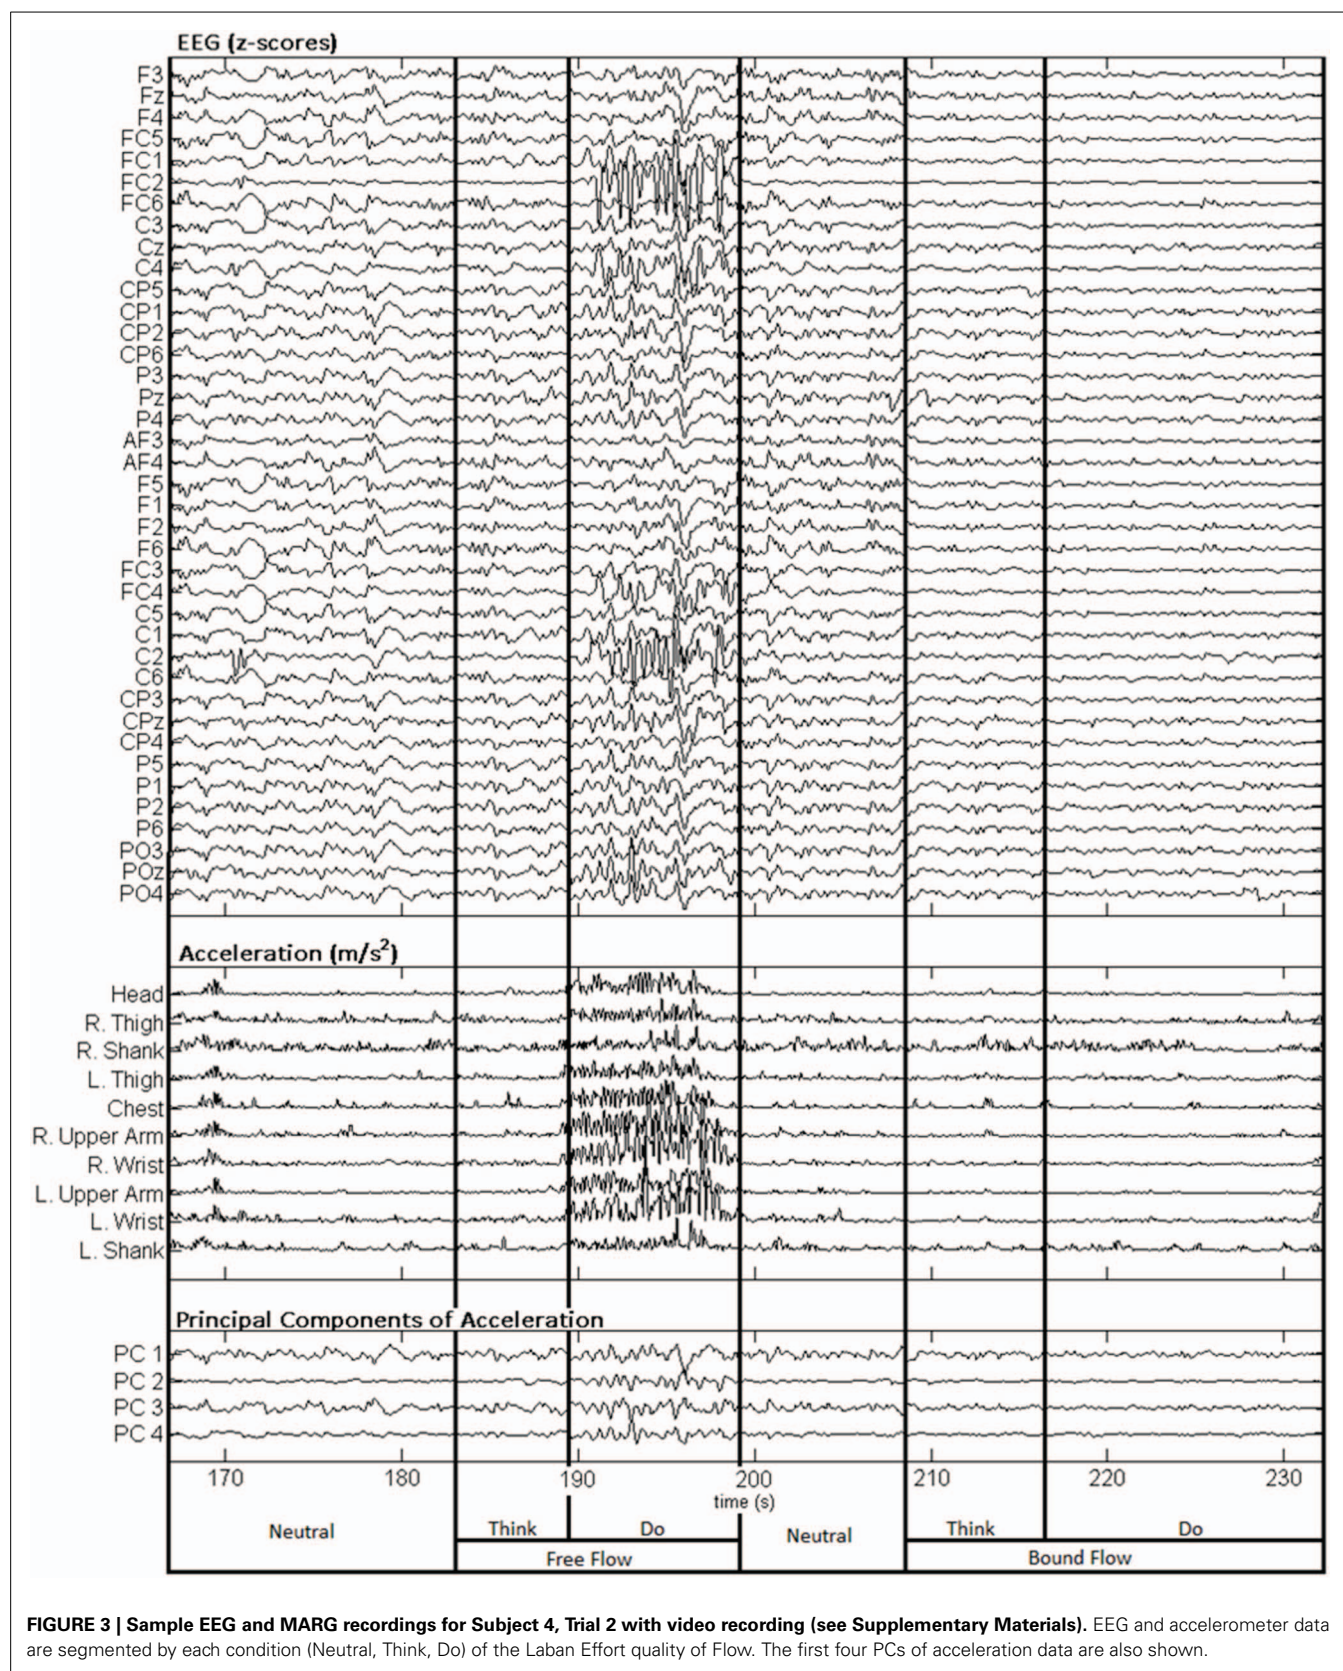 EEG (z-scores)
F3
Fz
F4
FC5
FC1
FC2
FC6
C3
Cz
C4
CP5
CP1
CP2
CP6
P3
Pz
P4
AF3
AF4
F5
F1
F2
F6
FC3
FC4
C5
C1
C2
C6
CP3
CPz
CP4
P5
P1
P2
P6
PO3
POz
PO4
Acceleration (m/s²)
Head
R. Thigh
R. Shank
L. Thigh
Chest
R. Upper Arm
R. Wrist
L. Upper Arm
L. Wrist
L. Shank
Principal Components of Acceleration
PC 1
PC 2
PC 3
PC 4
170 180 190 200 210 220 230
time (s)
Neutral Think Do Neutral Think Do
Free Flow Bound Flow
FIGURE 3 | Sample EEG and MARG recordings for Subject 4, Trial 2 with video recording (see Supplementary Materials). EEG and accelerometer data
are segmented by each condition (Neutral, Think, Do) of the Laban Effort quality of Flow. The first four PCs of acceleration data are also shown.